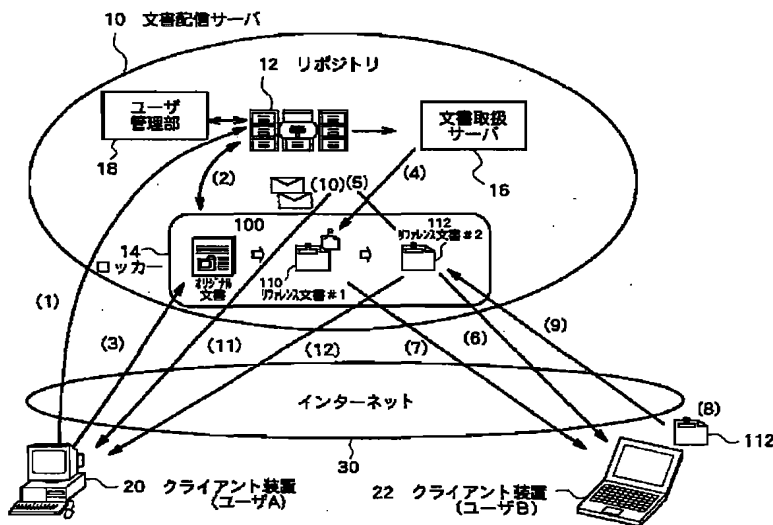 10 文書配信サーバ
12 リポジトリ
ユーザ
管理部
18
文書取扱
サーバ
16
(2)
(10)
(5)
(4)
14
ロッカー
100
オリジナル
文書
110
リファレンス文書#1
112
リファレンス文書#2
(1)
(3)
(11)
(12)
(7)
(6)
(9)
インターネット
30
(8)
112
20 クライアント装置
(ユーザA)
22 クライアント装置
(ユーザB)